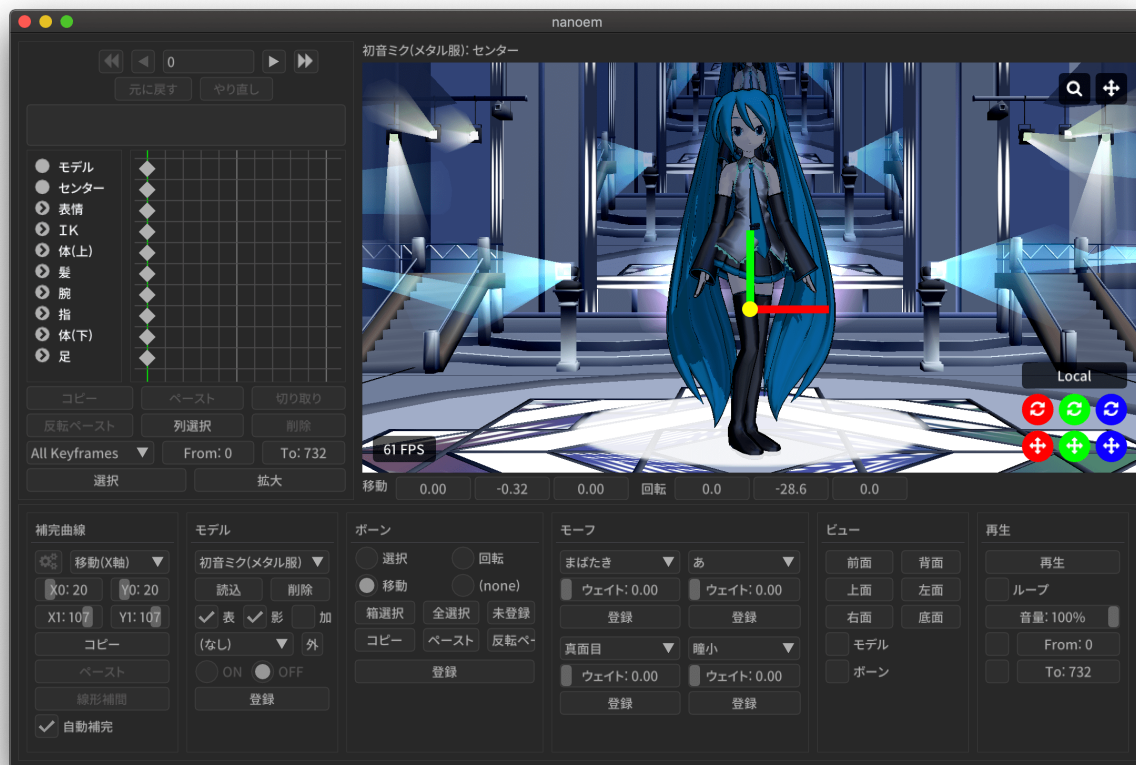 nanoem
0
元に戻す やり直し
モデル
センター
表情
IK
体(上)
髪
腕
指
体(下)
足
コピー ペースト 切り取り
反転ペースト 列選択 削除
All Keyframes From: 0 To: 732
選択 拡大
初音ミク(メタル服): センター
Local
61 FPS
移動 0.00 -0.32 0.00 回転 0.0 -28.6 0.0
補完曲線
移動(X軸)
X0: 20 Y0: 20
X1: 107 Y1: 107
コピー
ペースト
線形補間
自動補完
モデル
初音ミク(メタル服)
読込 削除
表 影 加
(なし) 外
ON OFF
登録
ボーン
選択 回転
移動 (none)
箱選択 全選択 未登録
コピー ペースト 反転ペー
登録
モーフ
まばたき あ
ウェイト: 0.00 ウェイト: 0.00
登録 登録
真面目 瞳小
ウェイト: 0.00 ウェイト: 0.00
登録 登録
ビュー
前面 背面
上面 左面
右面 底面
モデル
ボーン
再生
再生
ループ
音量: 100%
From: 0
To: 732